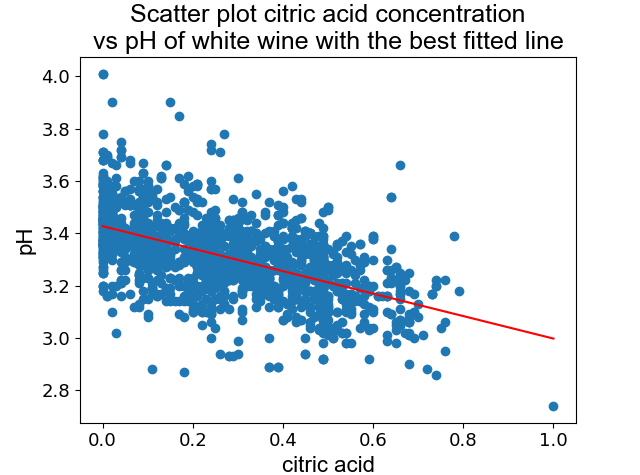 Scatter plot citric acid concentration
vs pH of white wine with the best fitted line
4.0
3.8
3.6
3.4
3.2
3.0
2.8
pH
0.0 0.2 0.4 0.6 0.8 1.0
citric acid